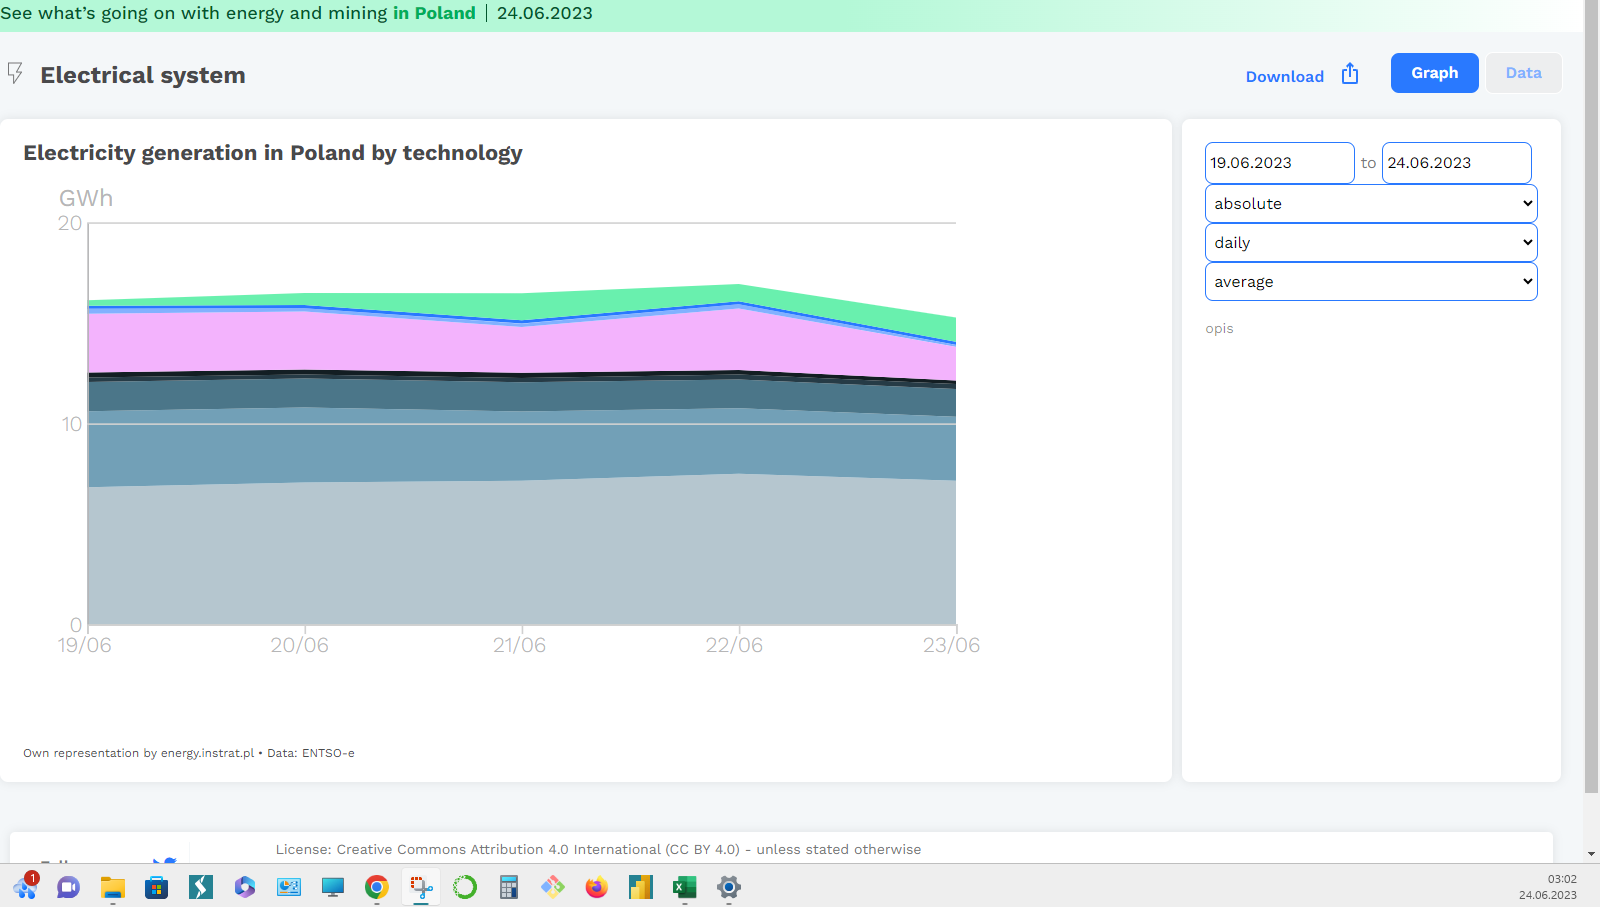 See what's going on with energy and mining in Poland | 24.06.2023
Electrical system
Download
Graph
Data
Electricity generation in Poland by technology
GWh
20
10
0
19/06
20/06
21/06
22/06
23/06
19.06.2023 to 24.06.2023
absolute
daily
average
opis
Own representation by energy.instrat.pl • Data: ENTSO-e
License: Creative Commons Attribution 4.0 International (CC BY 4.0) - unless stated otherwise
1
03:02
24.06.2023